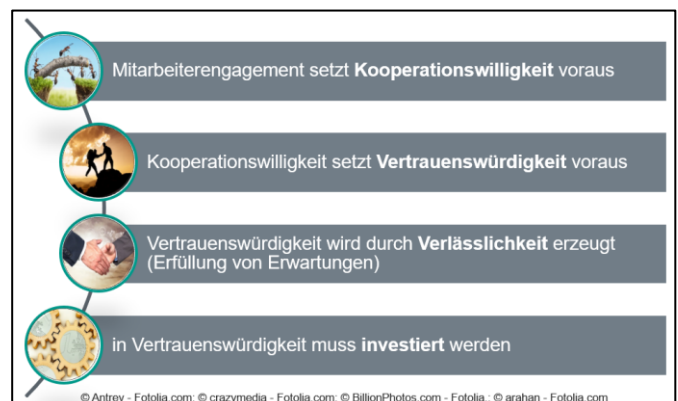 Mitarbeiterengagement setzt Kooperationswilligkeit voraus
Kooperationswilligkeit setzt Vertrauenswürdigkeit voraus
Vertrauenswürdigkeit wird durch Verlässlichkeit erzeugt
(Erfüllung von Erwartungen)
in Vertrauenswürdigkeit muss investiert werden
© Antrey - Fotolia.com; © crazymedia - Fotolia.com; © BillionPhotos.com - Fotolia.; © arahan - Fotolia.com